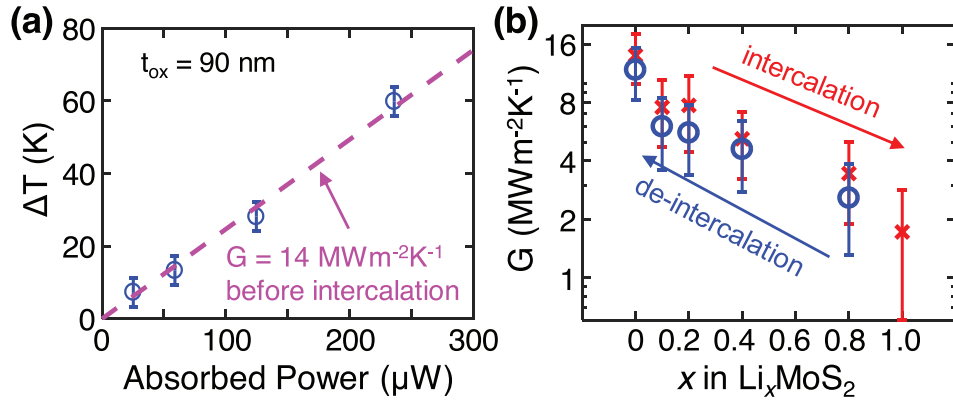 (a)
80
60
40
20
0
ΔT (K)
t_ox = 90 nm
G = 14 MWm⁻²K⁻¹
before intercalation
0 100 200 300
Absorbed Power (μW)
(b)
16
8
4
2
1
G (MWm⁻²K⁻¹)
intercalation
de-intercalation
0 0.2 0.4 0.6 0.8 1.0
x in LiₓMoS₂